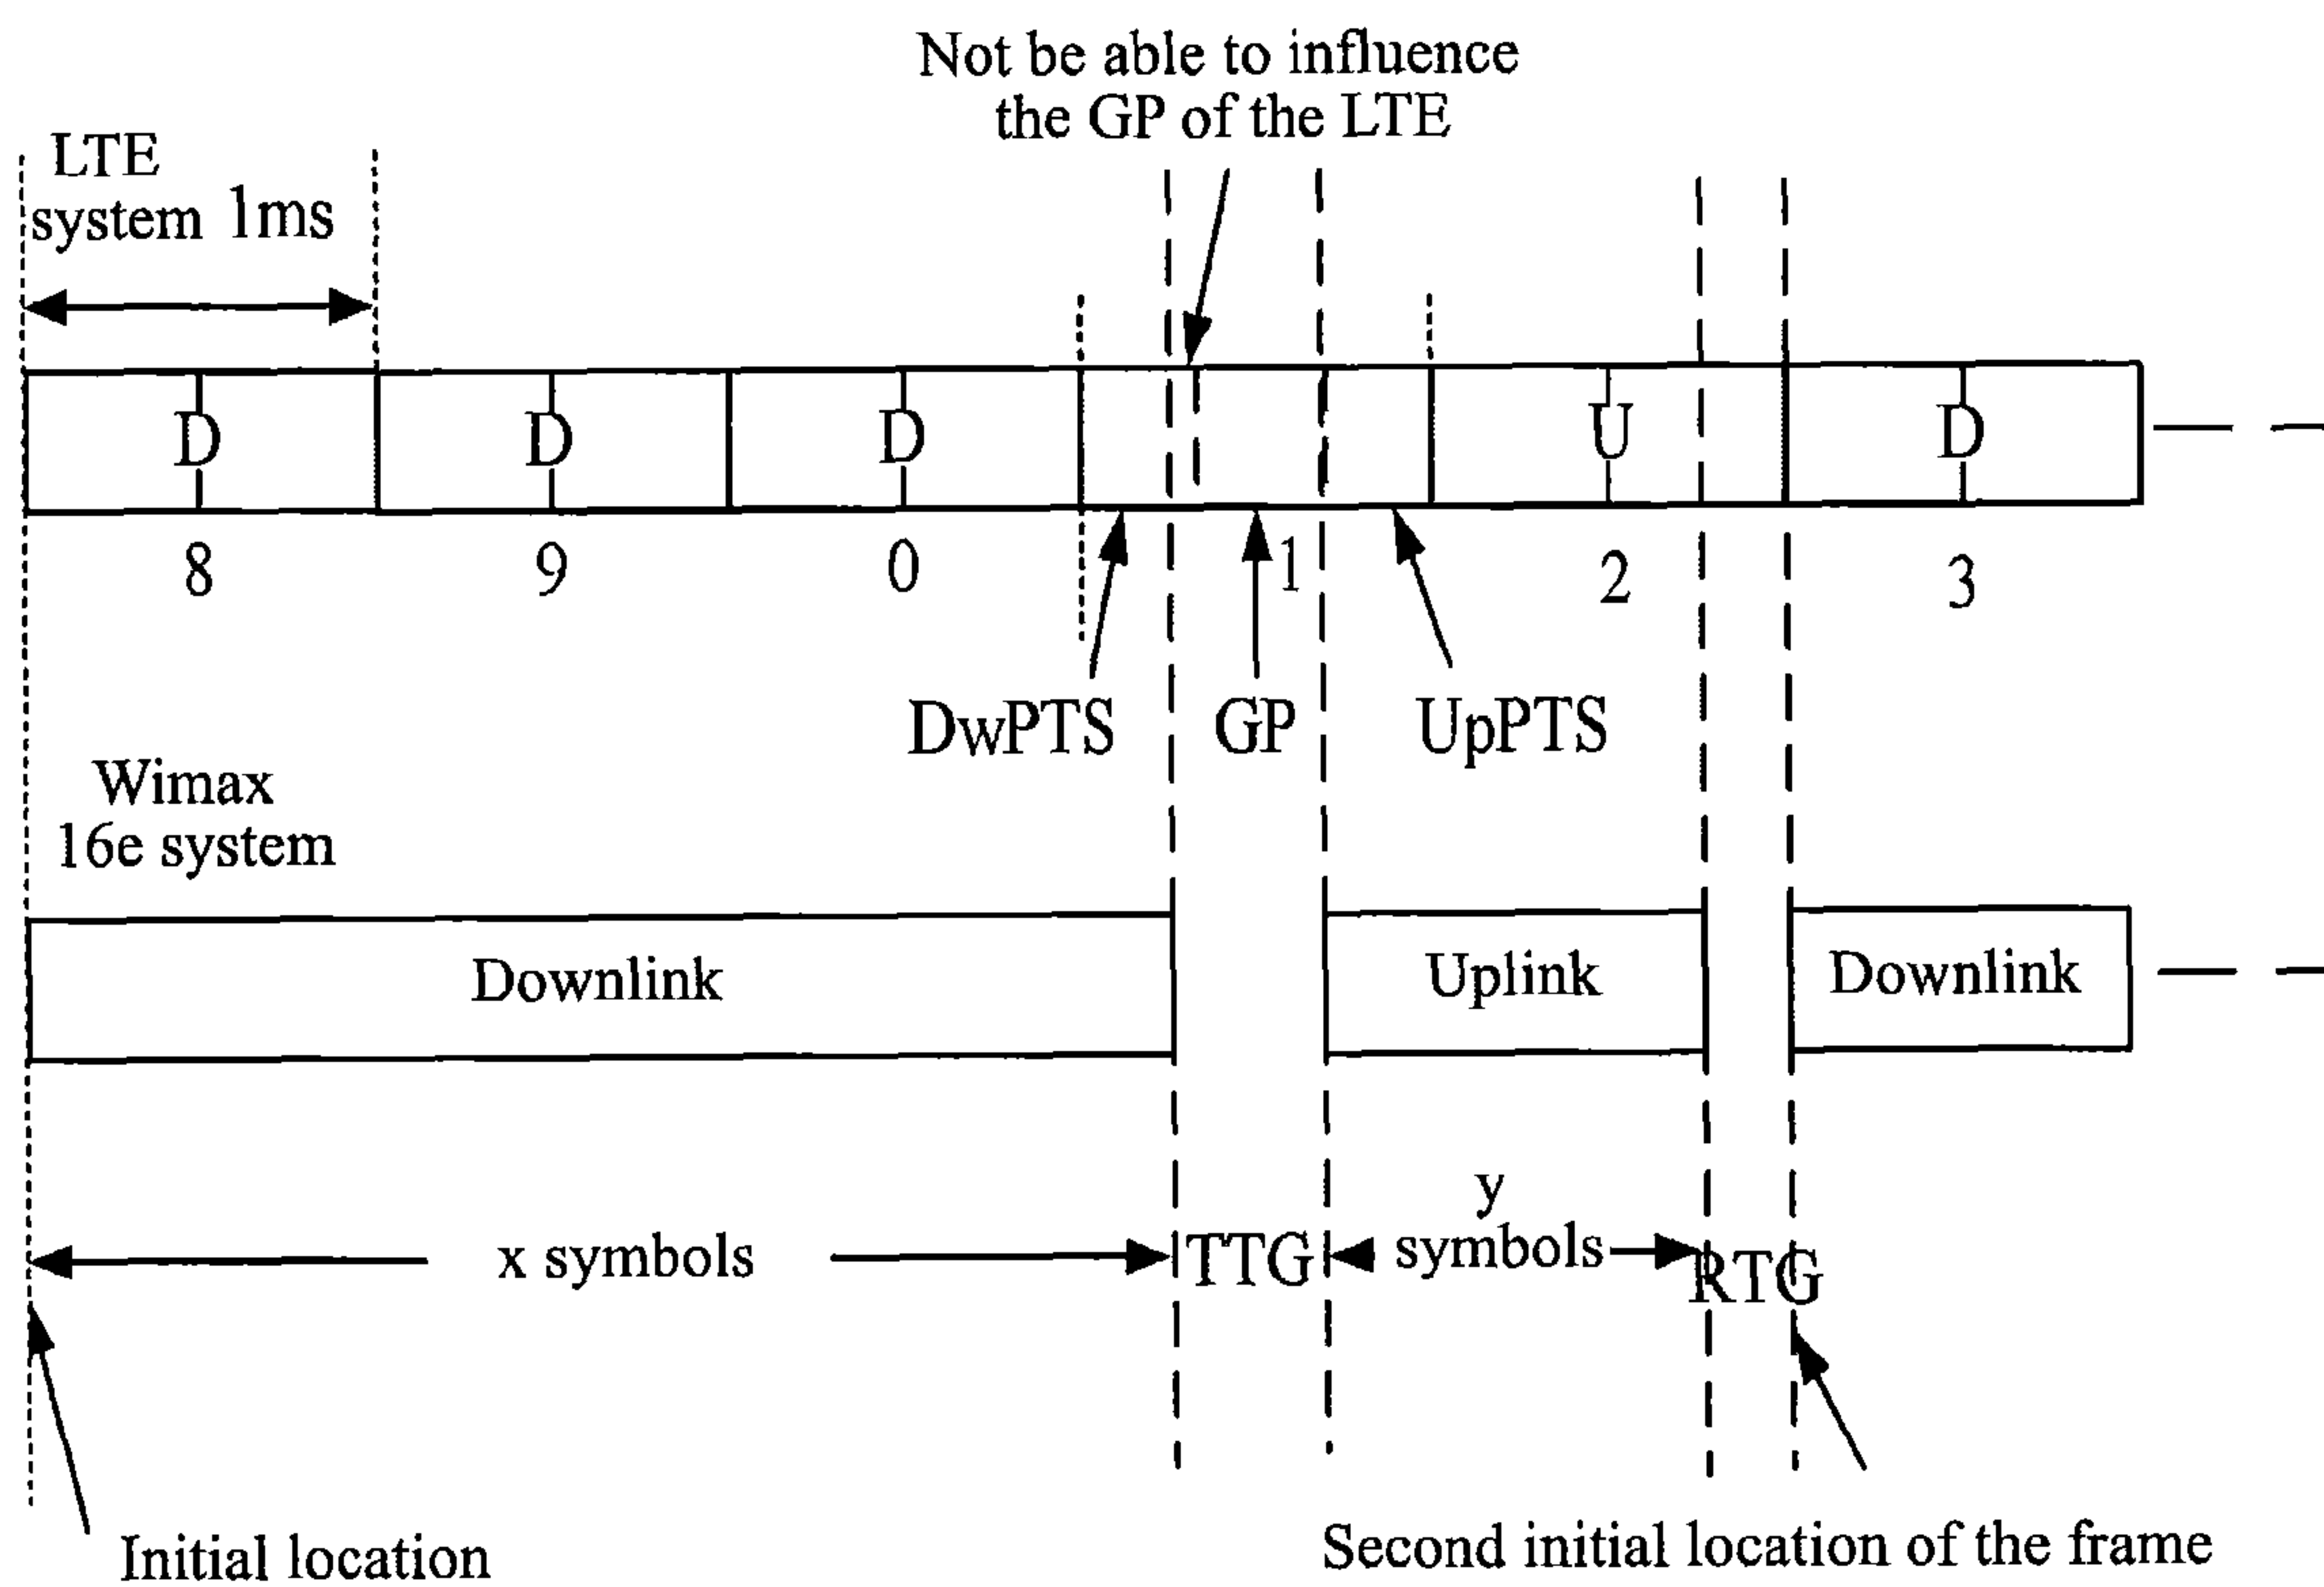 Not be able to influence
the GP of the LTE
LTE
system 1ms
D D D U D
8 9 0 1 2 3
DwPTS GP UpPTS
Wimax
16e system
Downlink Uplink Downlink
y
x symbols TTG symbols RTG
Initial location Second initial location of the frame